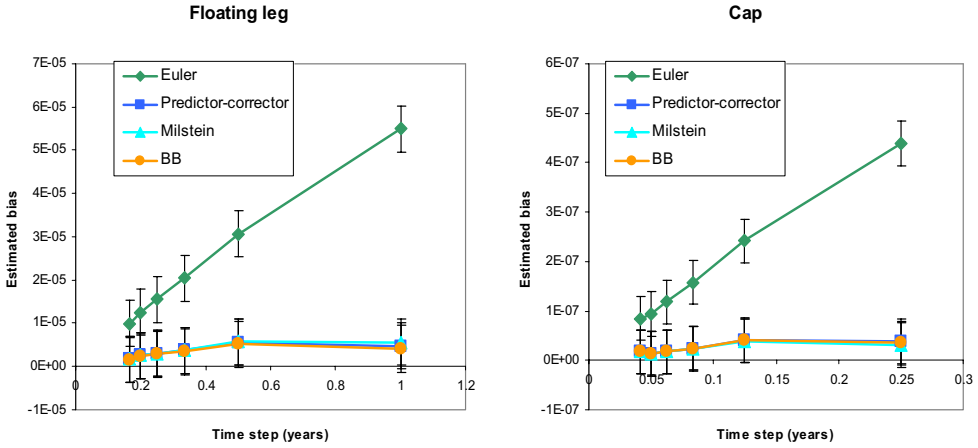 Floating leg
7E-05
6E-05
5E-05
4E-05
3E-05
2E-05
1E-05
0E+00
-1E-05
0 0.2 0.4 0.6 0.8 1 1.2
Estimated bias
Time step (years)
Euler
Predictor-corrector
Milstein
BB
Cap
6E-07
5E-07
4E-07
3E-07
2E-07
1E-07
0E+00
-1E-07
0 0.05 0.1 0.15 0.2 0.25 0.3
Estimated bias
Time step (years)
Euler
Predictor-corrector
Milstein
BB